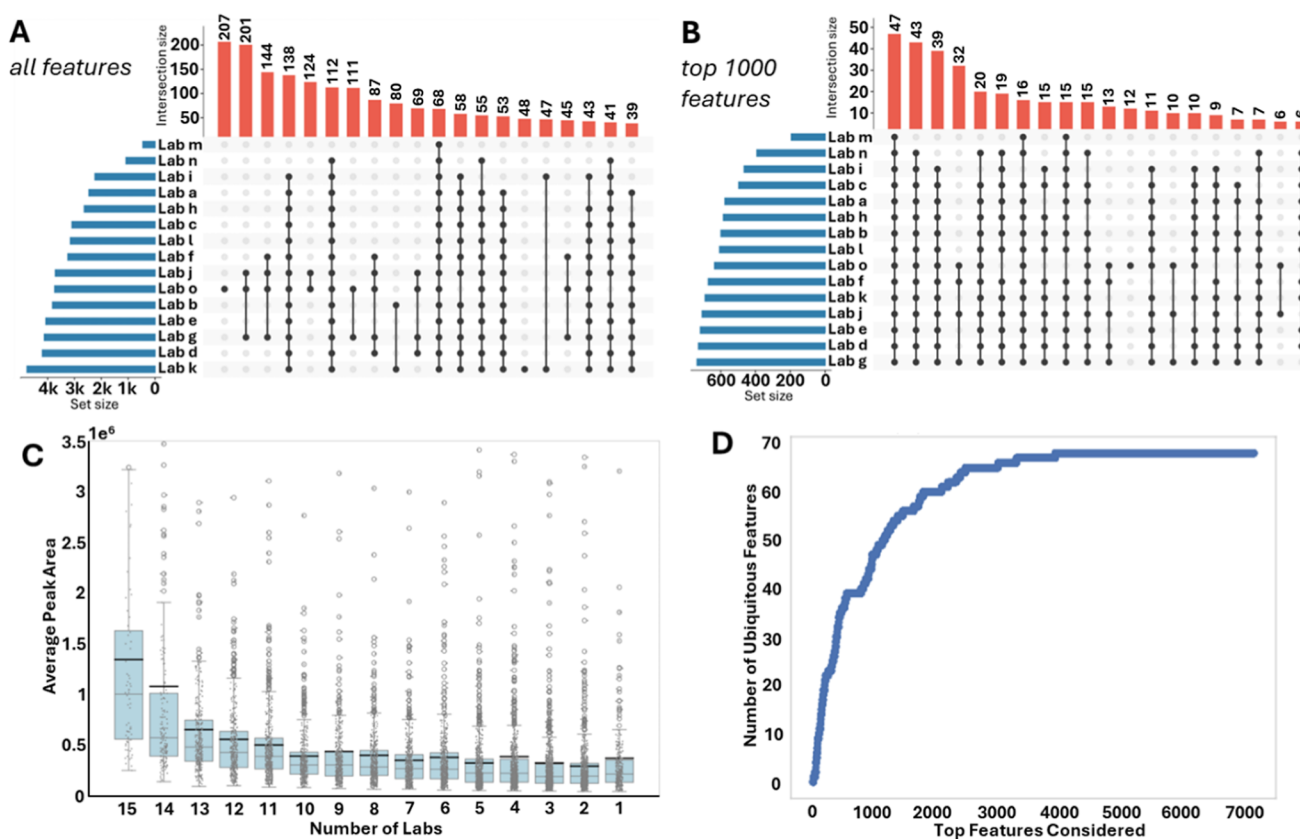 A
all features
Intersection size
200
150
100
50
207
201
144
138
124
112
111
87
80
69
68
58
55
53
48
47
45
43
41
39
Lab m
Lab n
Lab i
Lab a
Lab h
Lab c
Lab l
Lab f
Lab j
Lab o
Lab b
Lab e
Lab g
Lab d
Lab k
4k 3k 2k 1k 0
Set size
B
top 1000
features
Intersection size
50
40
30
20
10
47
43
39
32
20
19
16
15
15
15
13
12
11
10
10
9
7
7
6
Lab m
Lab n
Lab i
Lab c
Lab a
Lab h
Lab b
Lab l
Lab o
Lab f
Lab k
Lab j
Lab e
Lab d
Lab g
600 400 200 0
Set size
C
1e⁶
Average Peak Area
3.5
3
2.5
2
1.5
1
0.5
0
15 14 13 12 11 10 9 8 7 6 5 4 3 2 1
Number of Labs
D
Number of Ubiquitous Features
70
60
50
40
30
20
10
0
0 1000 2000 3000 4000 5000 6000 7000
Top Features Considered